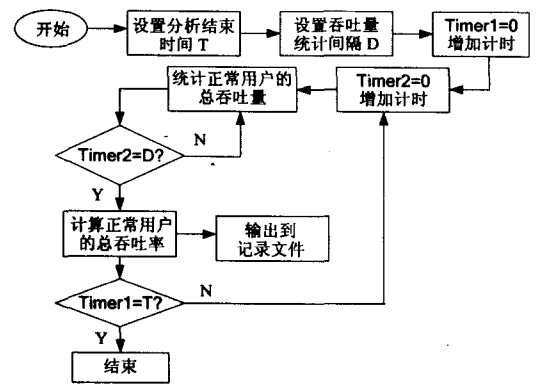 开始
设置分析结束
时间 T
设置吞吐量
统计间隔 D
Timer1=0
增加计时
统计正常用户的
总吞吐量
Timer2=0
增加计时
Timer2=D?
N
Y
计算正常用户
的总吞吐率
输出到
记录文件
Timer1=T?
N
Y
结束